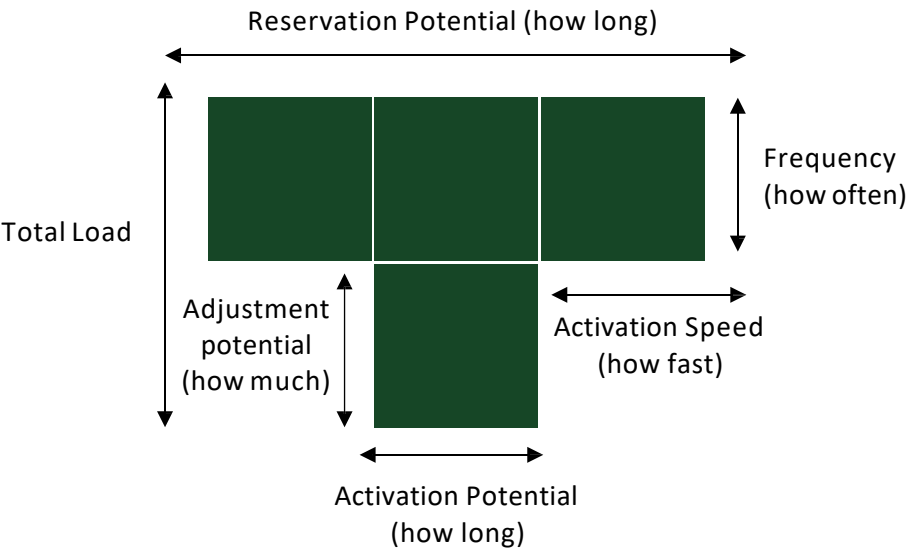 Reservation Potential (how long)
Frequency
(how often)
Total Load
Adjustment
potential
(how much)
Activation Speed
(how fast)
Activation Potential
(how long)